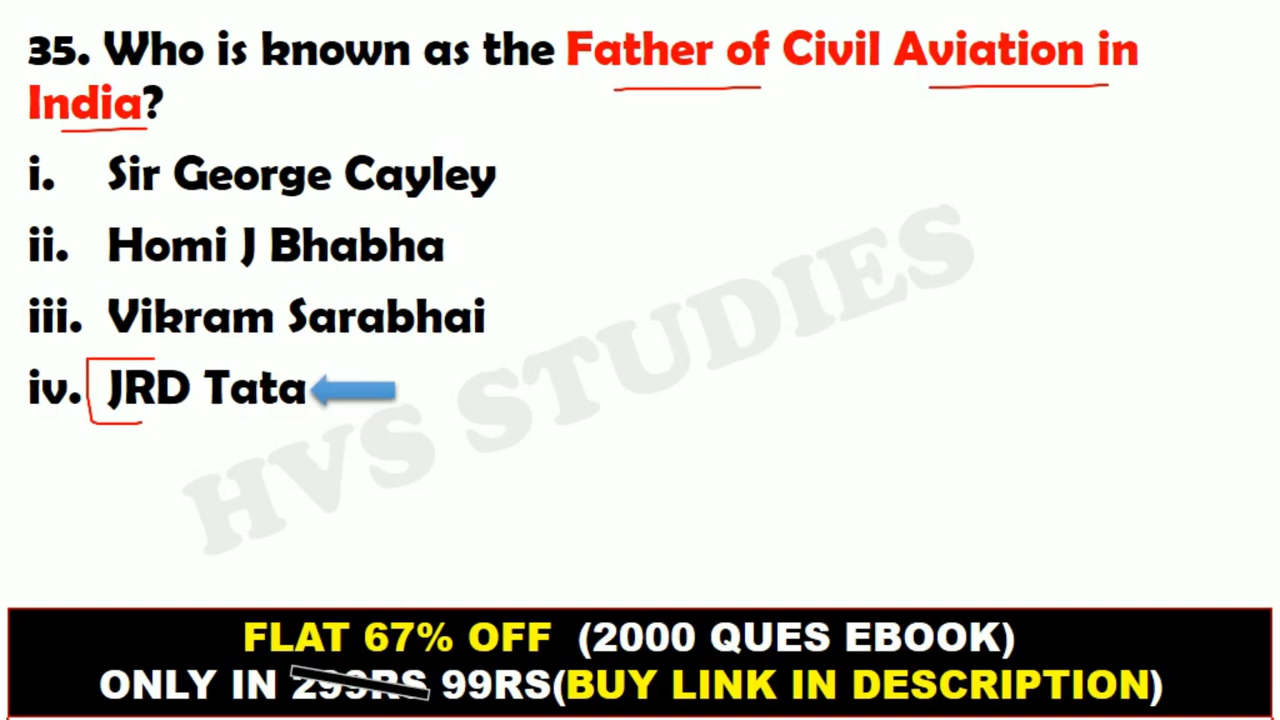 35. Who is known as the Father of Civil Aviation in
India?
i. Sir George Cayley
ii. Homi J Bhabha
iii. Vikram Sarabhai
iv. JRD Tata
HVS STUDIES
FLAT 67% OFF (2000 QUES EBOOK)
ONLY IN 299RS 99RS(BUY LINK IN DESCRIPTION)